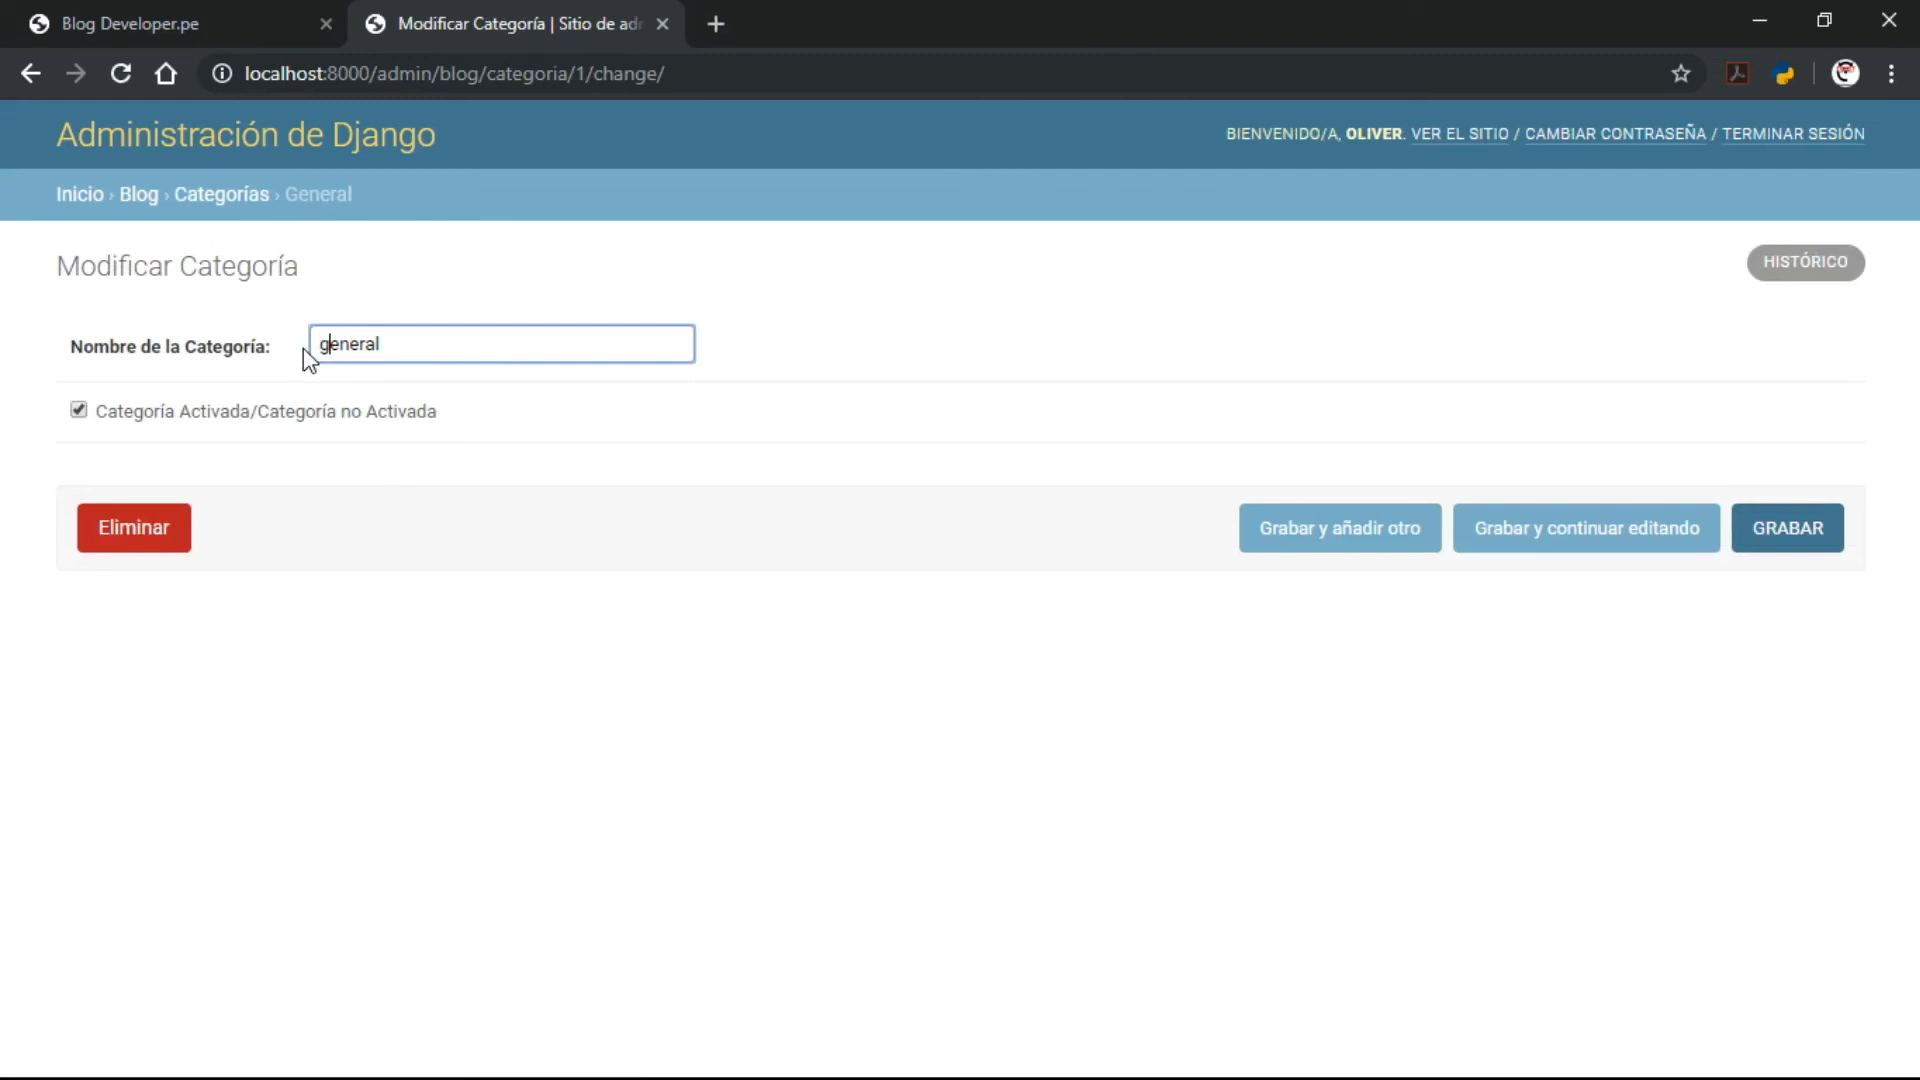 Blog Developer.pe
Modificar Categoría | Sitio de adm
localhost:8000/admin/blog/categoria/1/change/
Administración de Django
BIENVENIDO/A, OLIVER. VER EL SITIO / CAMBIAR CONTRASEÑA / TERMINAR SESIÓN
Inicio › Blog › Categorías › General
Modificar Categoría
HISTÓRICO
Nombre de la Categoría: general
Categoría Activada/Categoría no Activada
Eliminar
Grabar y añadir otro
Grabar y continuar editando
GRABAR